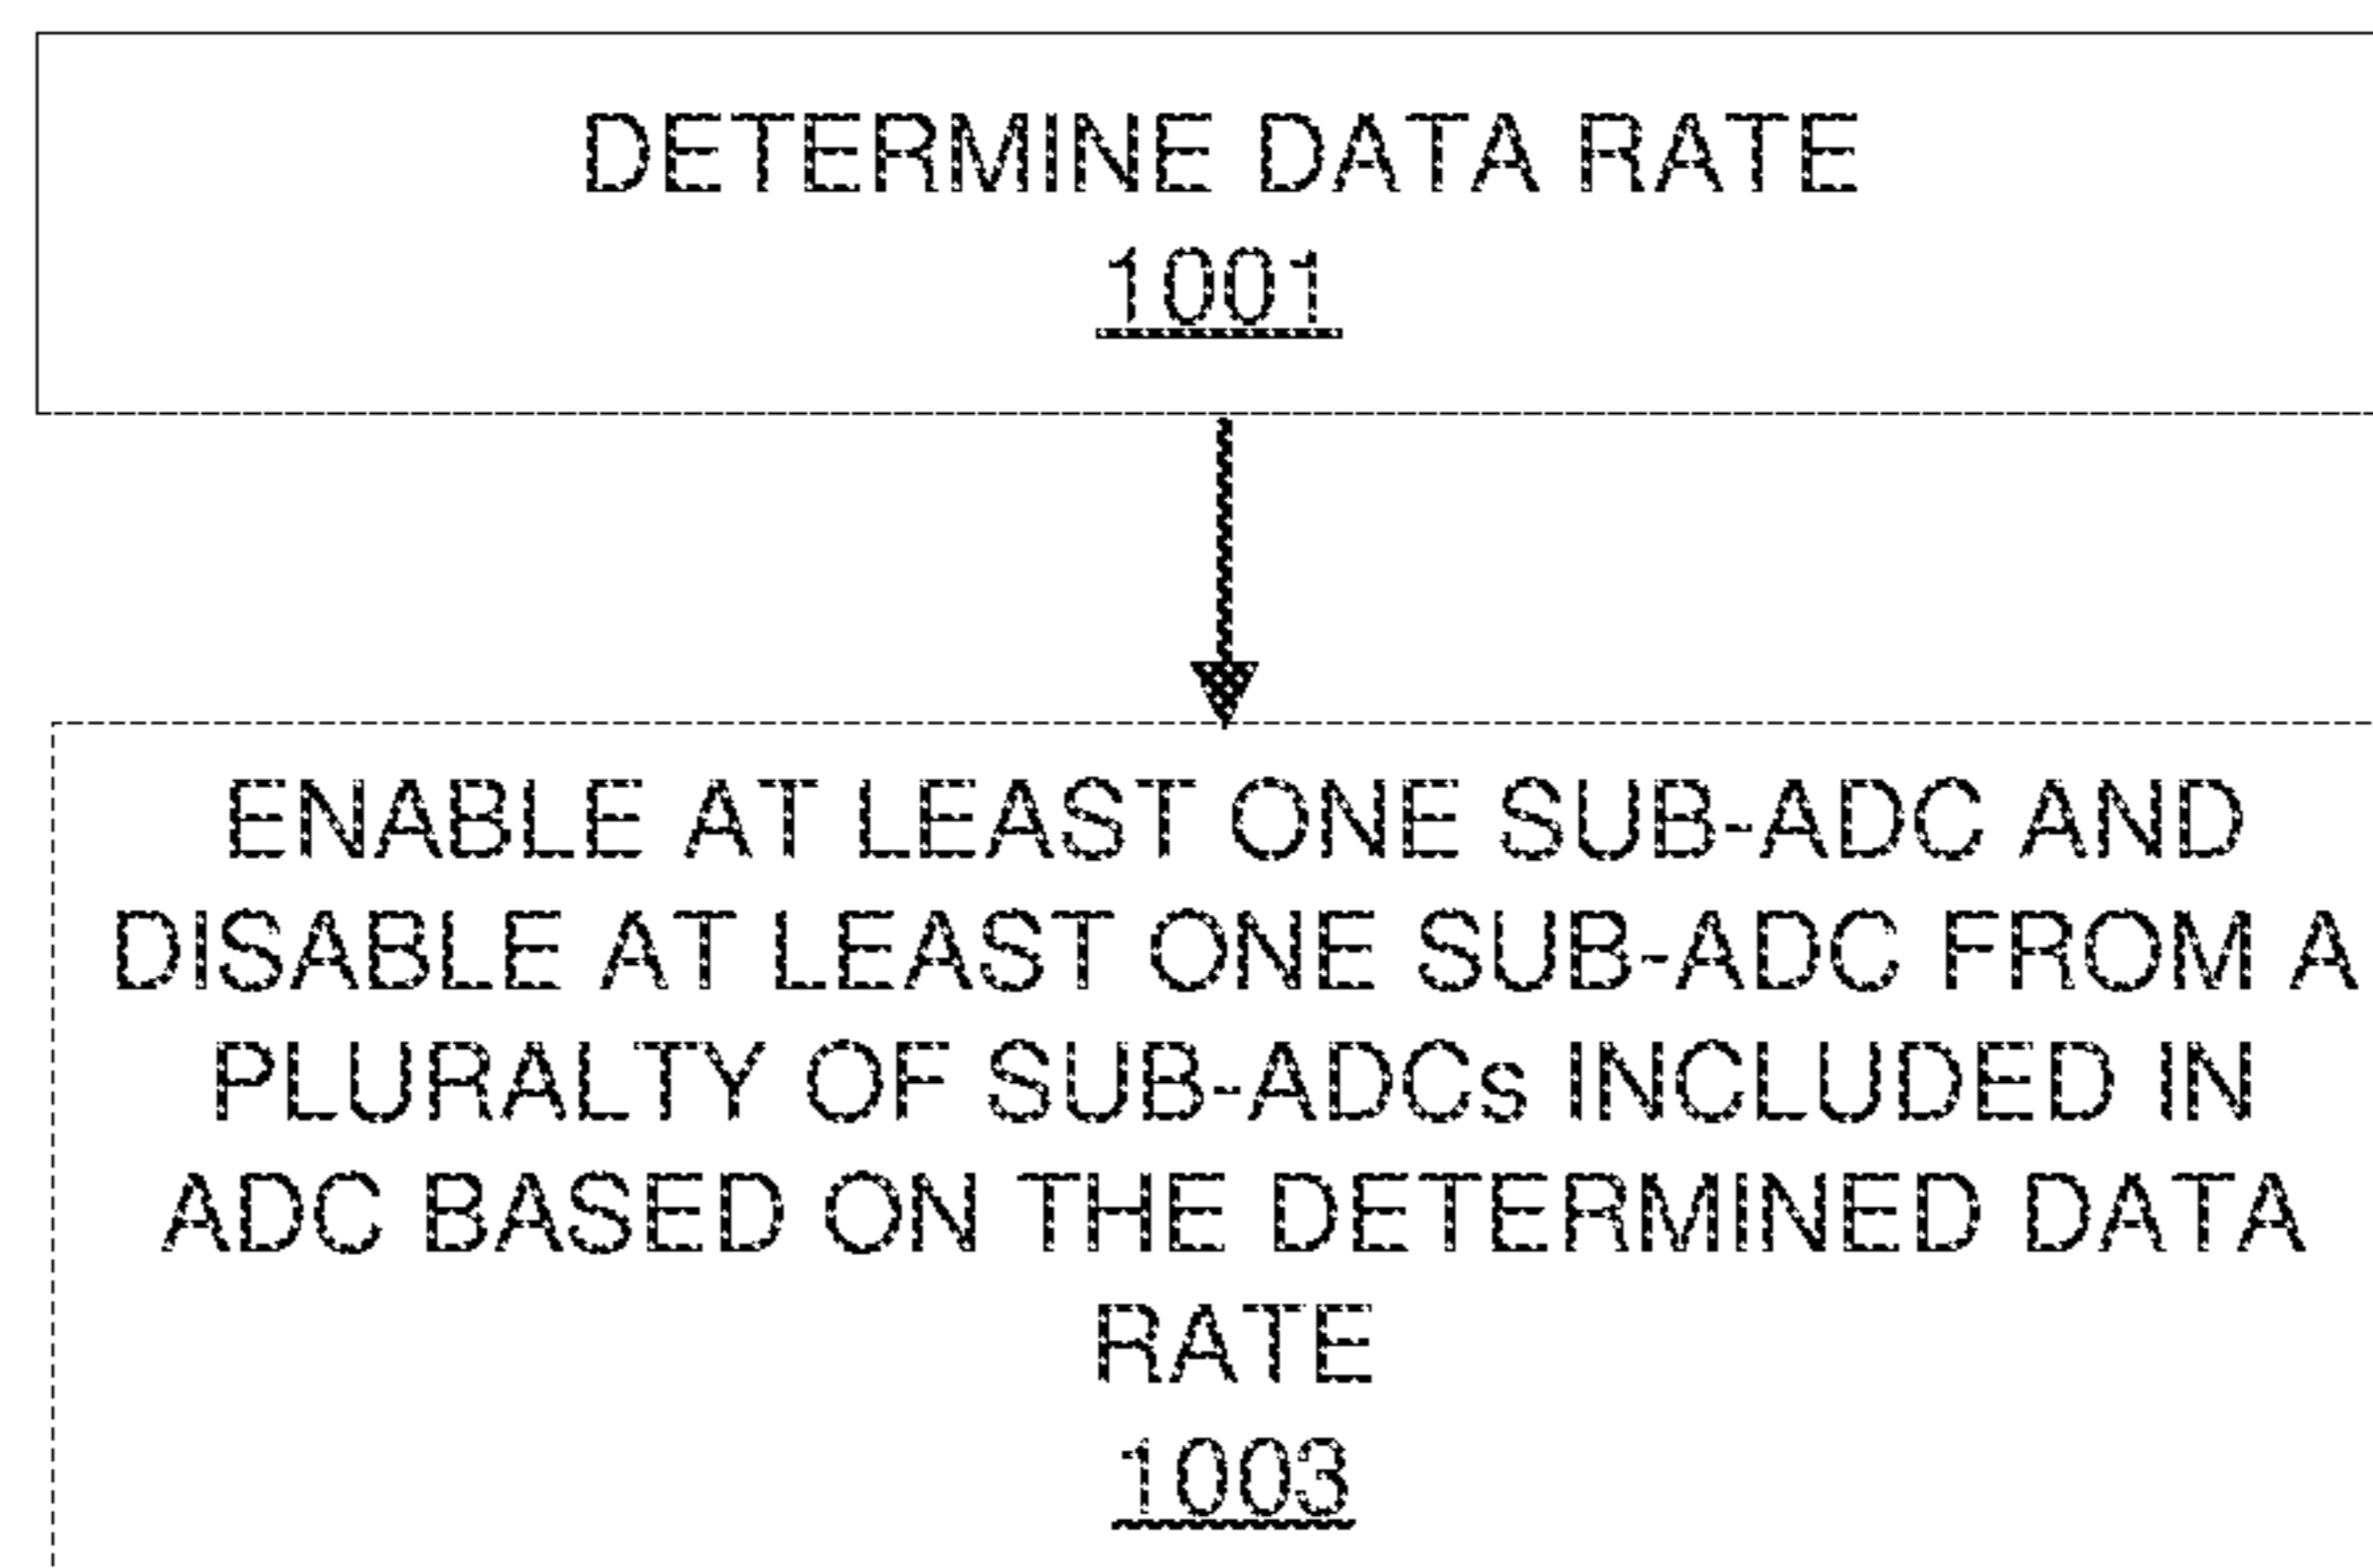 DETERMINE DATA RATE
1001
ENABLE AT LEAST ONE SUB-ADC AND
DISABLE AT LEAST ONE SUB-ADC FROM A
PLURALTY OF SUB-ADCs INCLUDED IN
ADC BASED ON THE DETERMINED DATA
RATE
1003